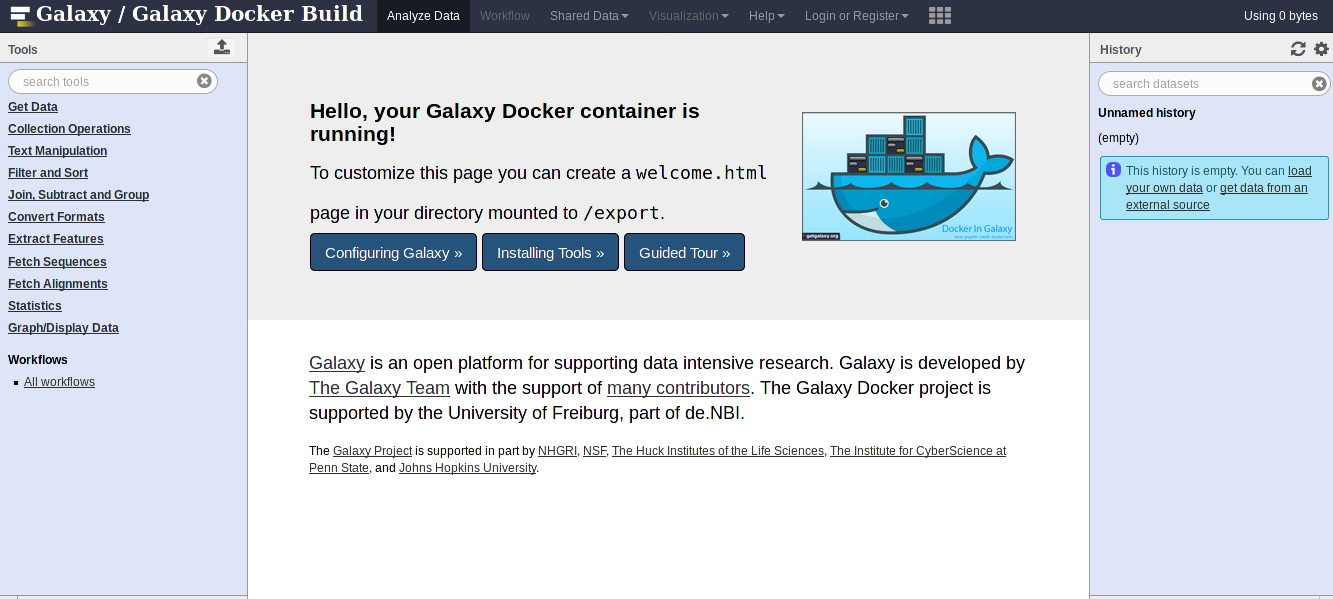 Galaxy / Galaxy Docker Build
Analyze Data
Workflow
Shared Data
Visualization
Help
Login or Register
Using 0 bytes
Tools
search tools
Get Data
Collection Operations
Text Manipulation
Filter and Sort
Join, Subtract and Group
Convert Formats
Extract Features
Fetch Sequences
Fetch Alignments
Statistics
Graph/Display Data
Workflows
All workflows
Hello, your Galaxy Docker container is
running!
To customize this page you can create a welcome.html
page in your directory mounted to /export.
Configuring Galaxy »
Installing Tools »
Guided Tour »
Docker In Galaxy
getgalaxy.org
Galaxy is an open platform for supporting data intensive research. Galaxy is developed by
The Galaxy Team with the support of many contributors. The Galaxy Docker project is
supported by the University of Freiburg, part of de.NBI.
The Galaxy Project is supported in part by NHGRI, NSF, The Huck Institutes of the Life Sciences, The Institute for CyberScience at
Penn State, and Johns Hopkins University.
History
search datasets
Unnamed history
(empty)
This history is empty. You can load
your own data or get data from an
external source